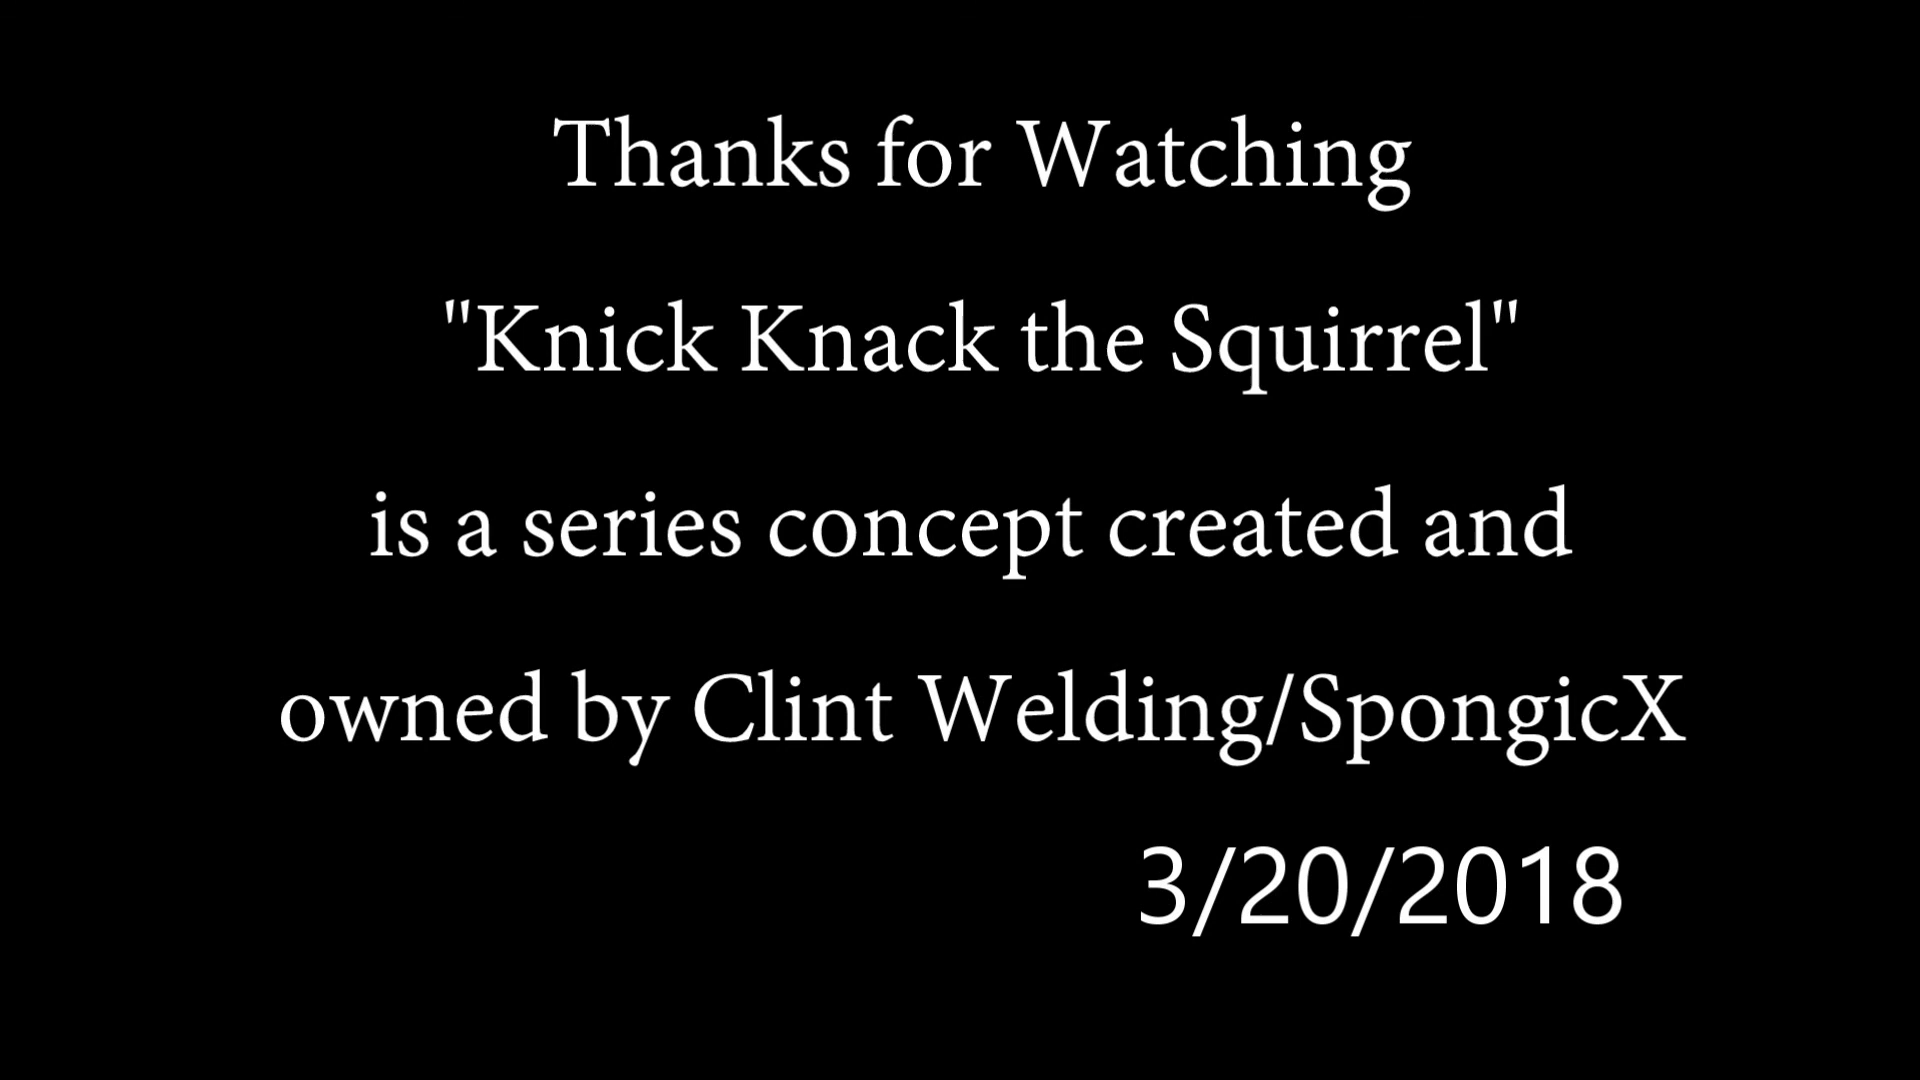 Thanks for Watching
"Knick Knack the Squirrel"
is a series concept created and
owned by Clint Welding/SpongicX
3/20/2018